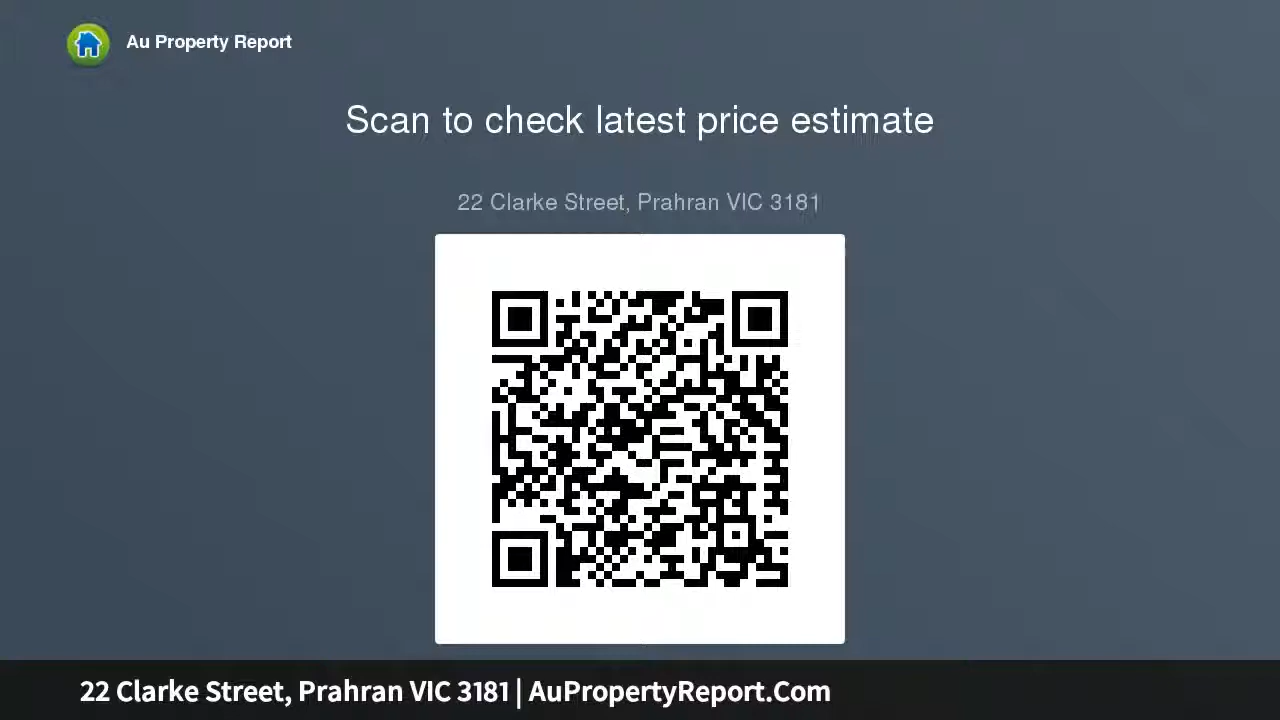 Au Property Report
Scan to check latest price estimate
22 Clarke Street, Prahran VIC 3181
22 Clarke Street, Prahran VIC 3181 | AuPropertyReport.Com